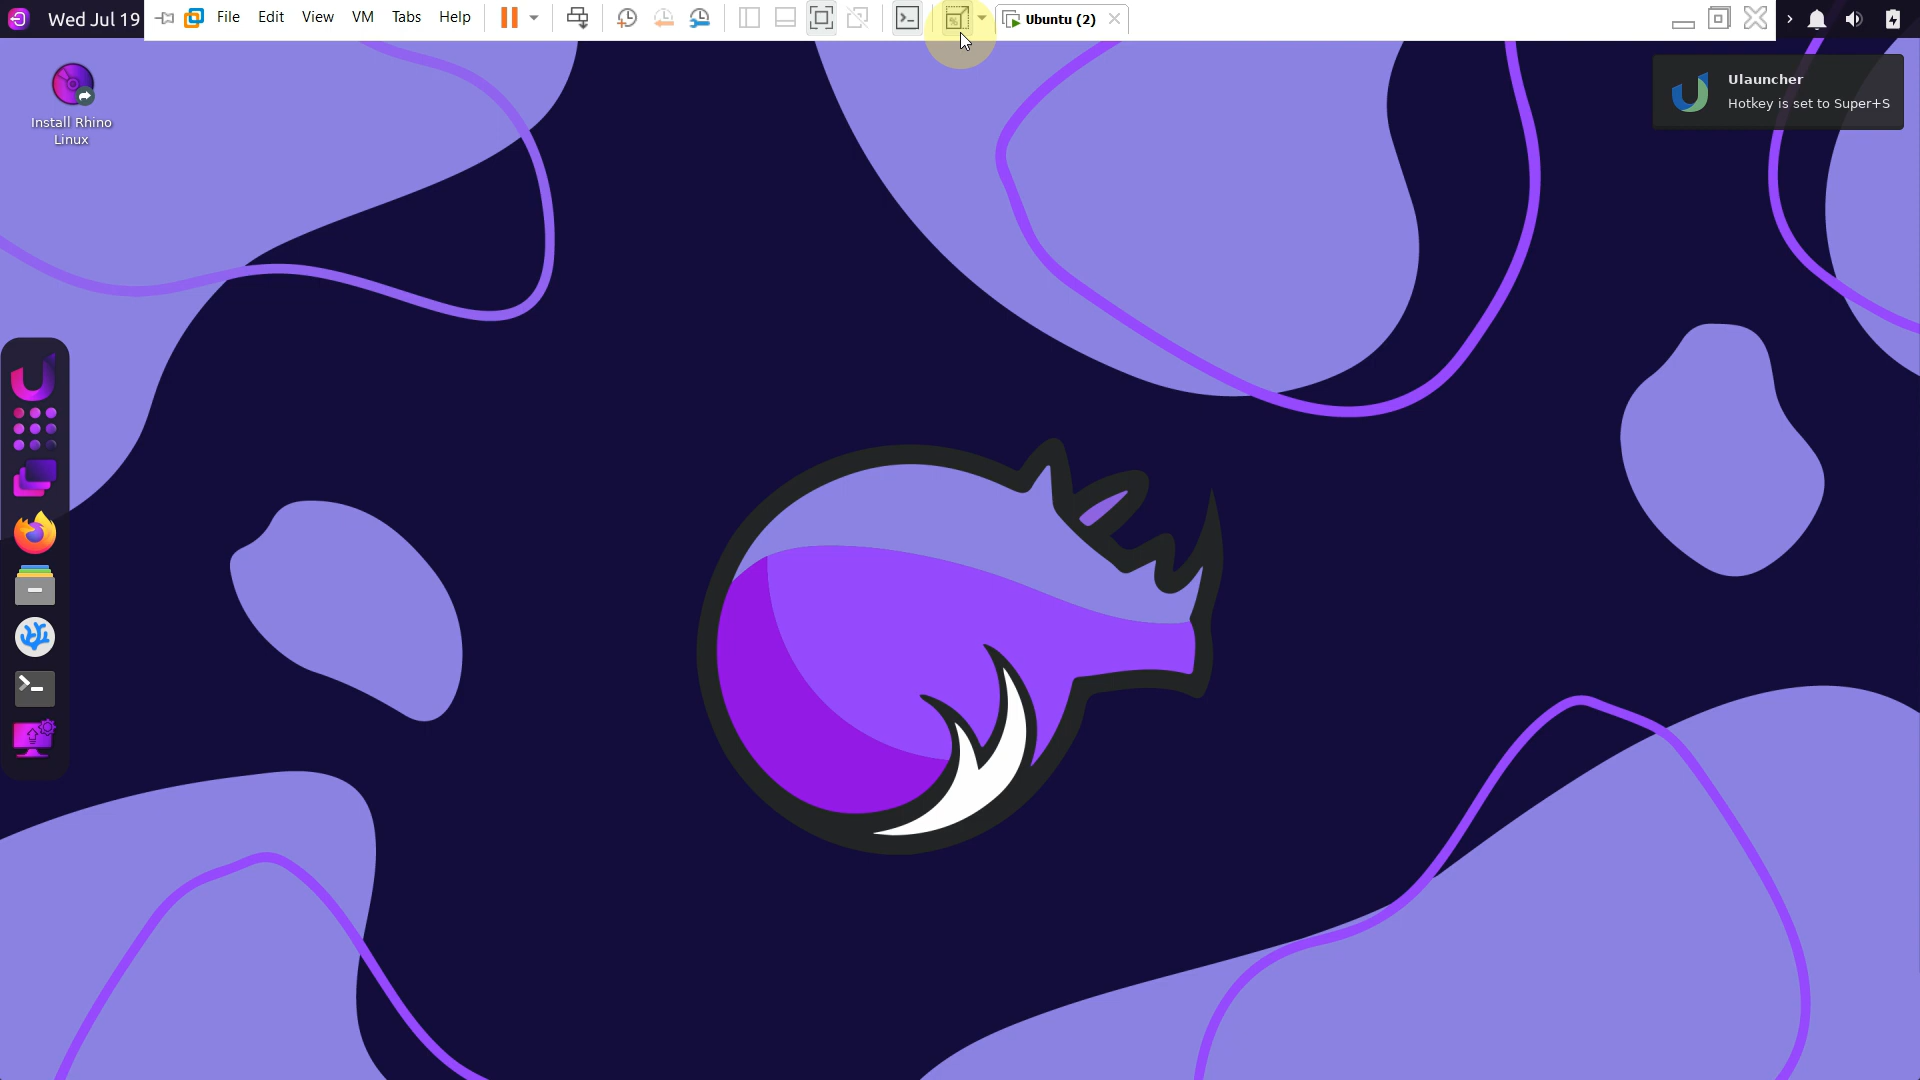 Wed Jul 19
File Edit View VM Tabs Help
Ubuntu (2)
Install Rhino
Linux
Ulauncher
Hotkey is set to Super+S